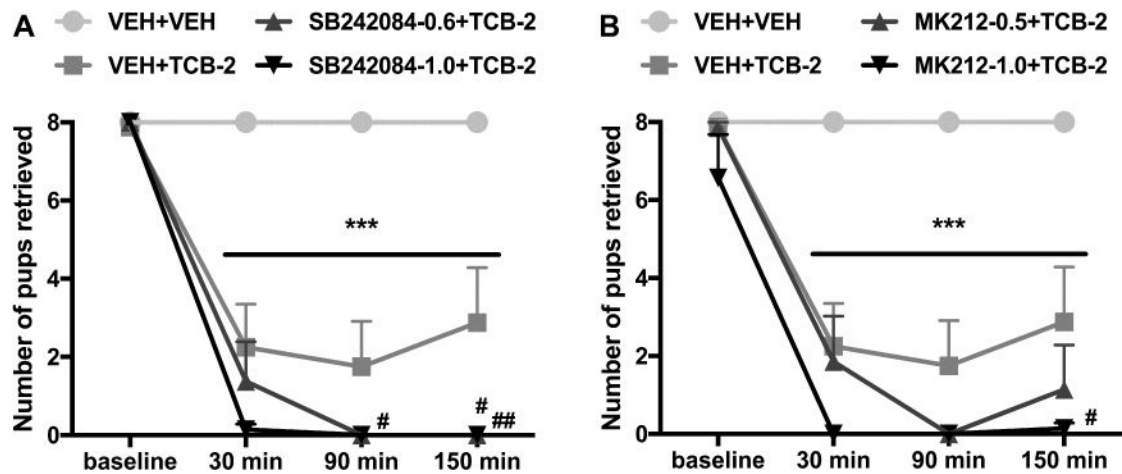 A
VEH+VEH
SB242084-0.6+TCB-2
VEH+TCB-2
SB242084-1.0+TCB-2
Number of pups retrieved
8
6
4
2
0
***
#
#
##
baseline
30 min
90 min
150 min
B
VEH+VEH
MK212-0.5+TCB-2
VEH+TCB-2
MK212-1.0+TCB-2
Number of pups retrieved
8
6
4
2
0
***
#
baseline
30 min
90 min
150 min